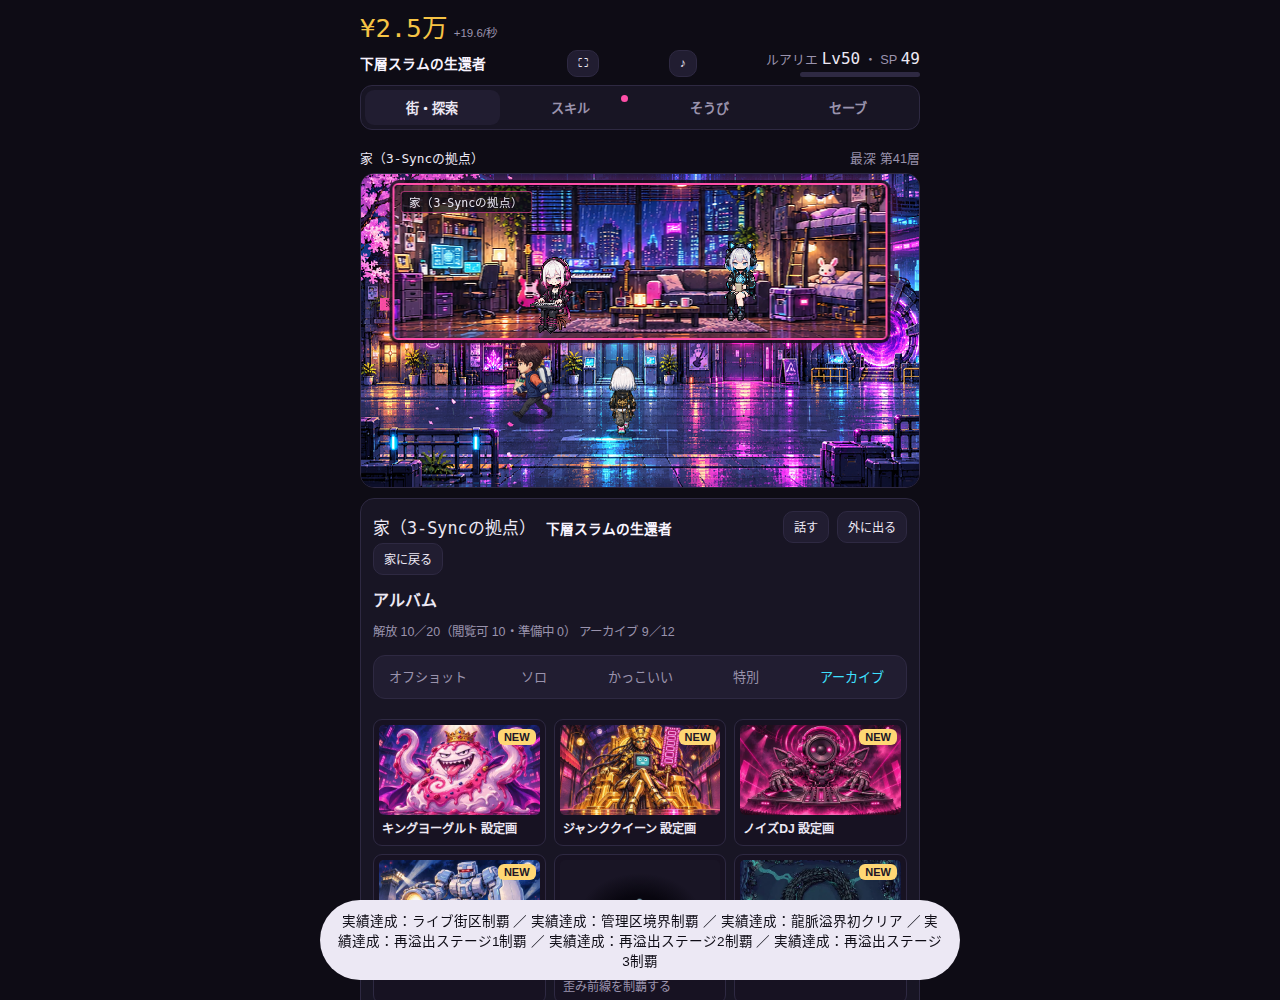 ¥2.5万 +19.6/秒
下層スラムの生還者 ⛶ ♪ ルアリエ Lv50 ・ SP 49
街・探索 スキル そうび セーブ
家（3-Syncの拠点） 最深 第41層
家（3-Syncの拠点）
家（3-Syncの拠点） 下層スラムの生還者 話す 外に出る
家に戻る
アルバム
解放 10／20（閲覧可 10・準備中 0） アーカイブ 9／12
オフショット ソロ かっこいい 特別 アーカイブ
NEW NEW NEW
キングヨーグルト 設定画 ジャンククイーン 設定画 ノイズDJ 設定画
NEW NEW
実績達成：ライブ街区制覇 ／ 実績達成：管理区境界制覇 ／ 実績達成：龍脈溢界初クリア ／ 実
績達成：再溢出ステージ1制覇 ／ 実績達成：再溢出ステージ2制覇 ／ 実績達成：再溢出ステージ
3制覇
歪み前線を制覇する